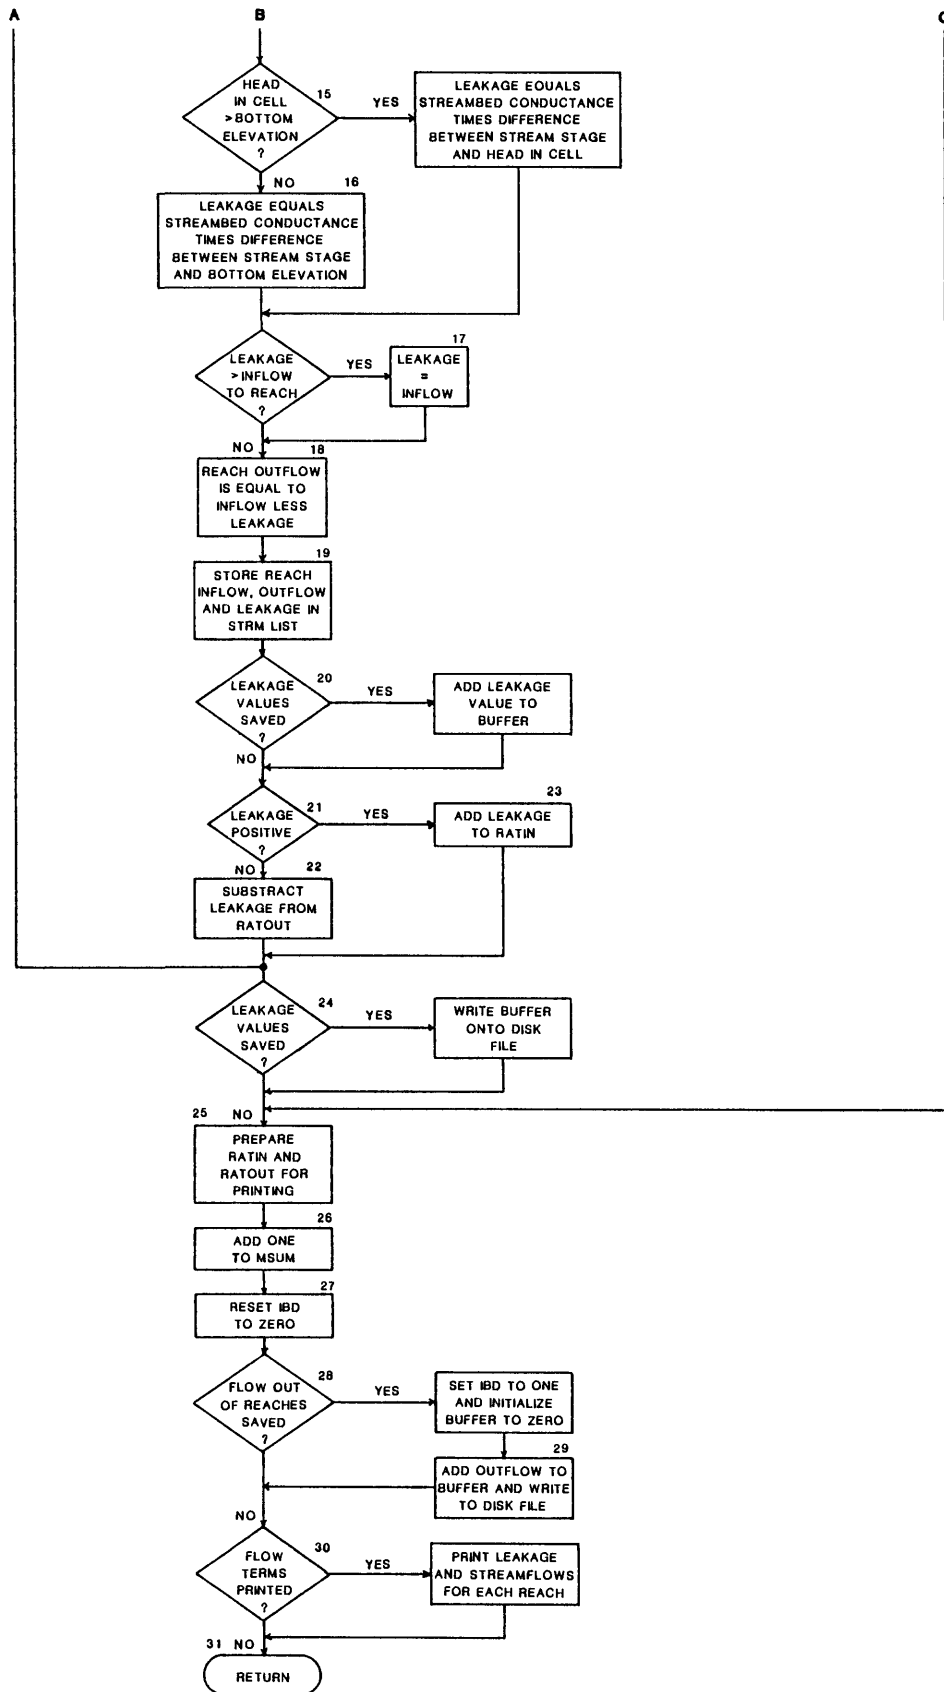 A
B
C
HEAD
IN CELL
>BOTTOM
ELEVATION
?
15
YES
LEAKAGE EQUALS
STREAMBED CONDUCTANCE
TIMES DIFFERENCE
BETWEEN STREAM STAGE
AND HEAD IN CELL
NO
16
LEAKAGE EQUALS
STREAMBED CONDUCTANCE
TIMES DIFFERENCE
BETWEEN STREAM STAGE
AND BOTTOM ELEVATION
LEAKAGE
>INFLOW
TO REACH
?
YES
17
LEAKAGE
=
INFLOW
NO
18
REACH OUTFLOW
IS EQUAL TO
INFLOW LESS
LEAKAGE
19
STORE REACH
INFLOW, OUTFLOW
AND LEAKAGE IN
STRM LIST
LEAKAGE
VALUES
SAVED
?
20
YES
ADD LEAKAGE
VALUE TO
BUFFER
NO
LEAKAGE
POSITIVE
?
21
YES
23
ADD LEAKAGE
TO RATIN
NO
22
SUBSTRACT
LEAKAGE FROM
RATOUT
LEAKAGE
VALUES
SAVED
?
24
YES
WRITE BUFFER
ONTO DISK
FILE
25
NO
PREPARE
RATIN AND
RATOUT FOR
PRINTING
26
ADD ONE
TO MSUM
27
RESET IBD
TO ZERO
FLOW OUT
OF REACHES
SAVED
?
28
YES
SET IBD TO ONE
AND INITIALIZE
BUFFER TO ZERO
29
ADD OUTFLOW TO
BUFFER AND WRITE
TO DISK FILE
NO
FLOW
TERMS
PRINTED
?
30
YES
PRINT LEAKAGE
AND STREAMFLOWS
FOR EACH REACH
31
NO
RETURN